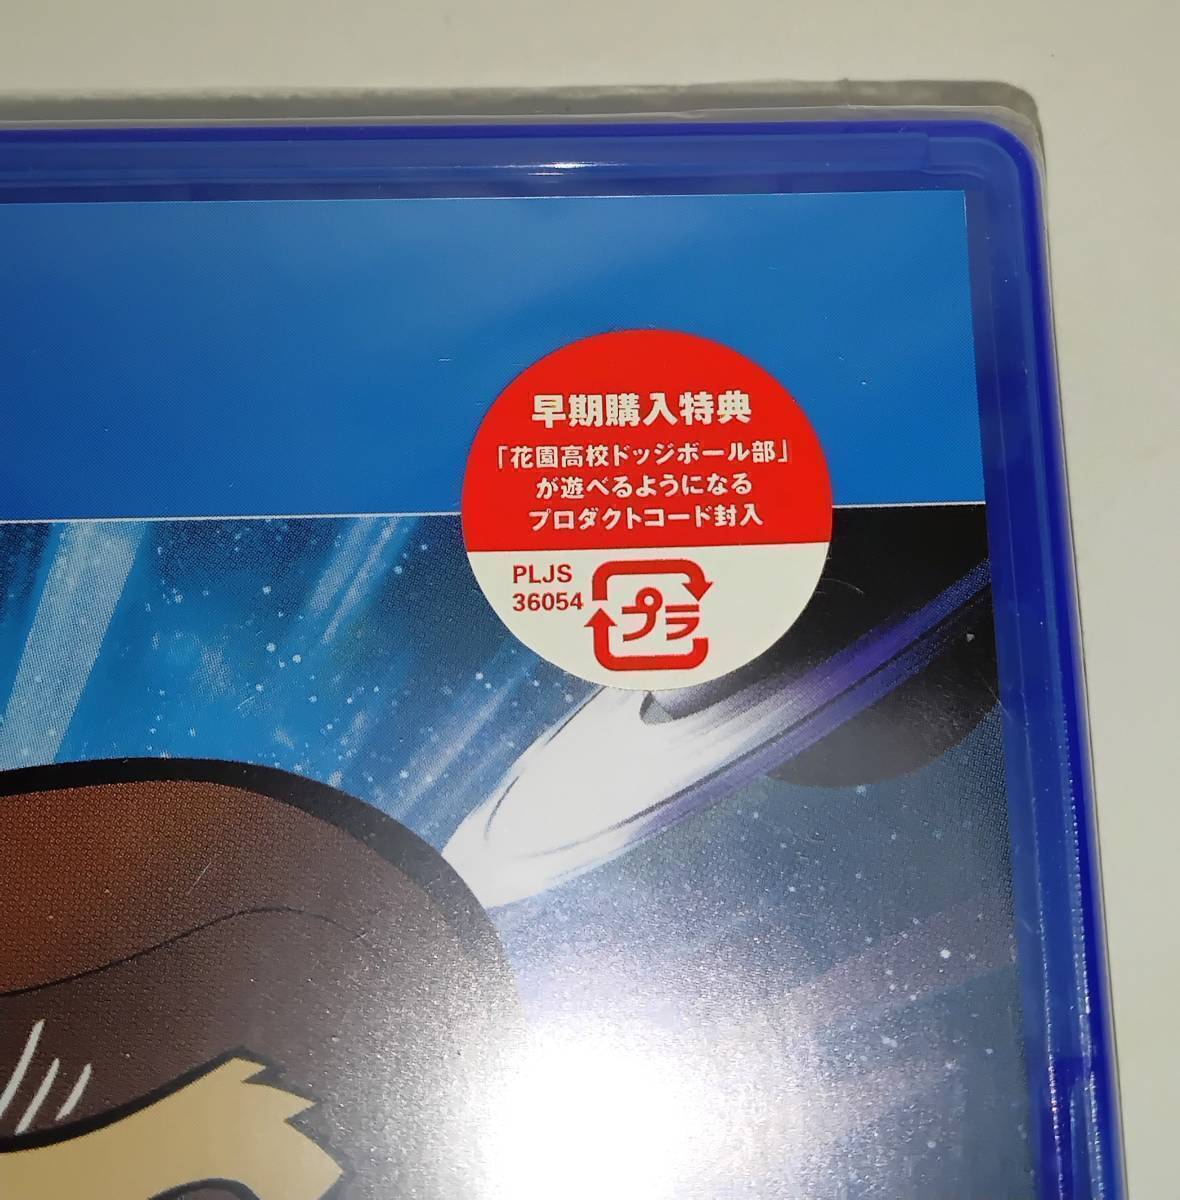 早期購入特典
「花園高校ドッジボール部」
が遊べるようになる
プロダクトコード封入
PLJS
36054
プラ